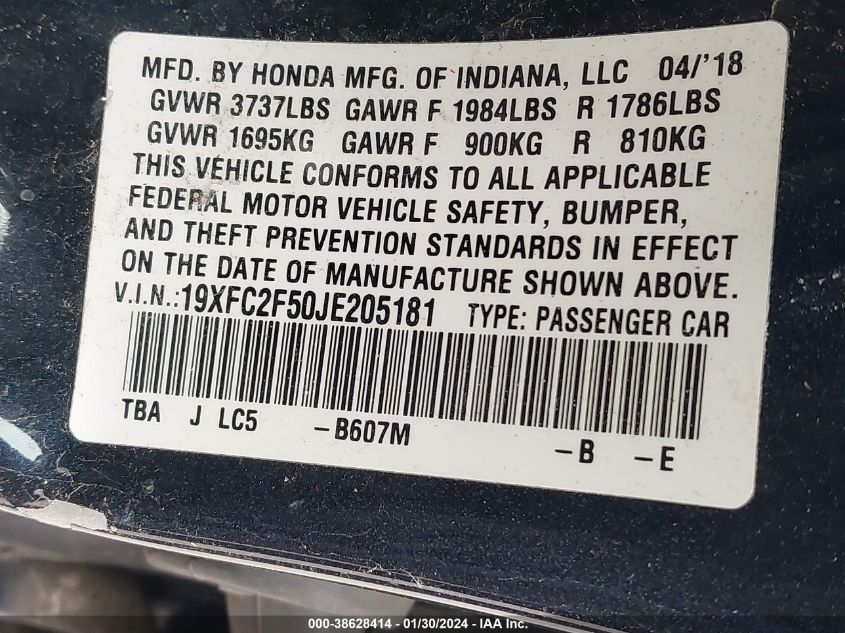 MFD. BY HONDA MFG. OF INDIANA, LLC 04/'18
GVWR 3737LBS GAWR F 1984LBS R 1786LBS
GVWR 1695KG GAWR F 900KG R 810KG
THIS VEHICLE CONFORMS TO ALL APPLICABLE
FEDERAL MOTOR VEHICLE SAFETY, BUMPER,
AND THEFT PREVENTION STANDARDS IN EFFECT
ON THE DATE OF MANUFACTURE SHOWN ABOVE.
V.I.N.:19XFC2F50JE205181 TYPE: PASSENGER CAR
TBA J LC5 -B607M -B -E
000-38628414 - 01/30/2024 - IAA Inc.